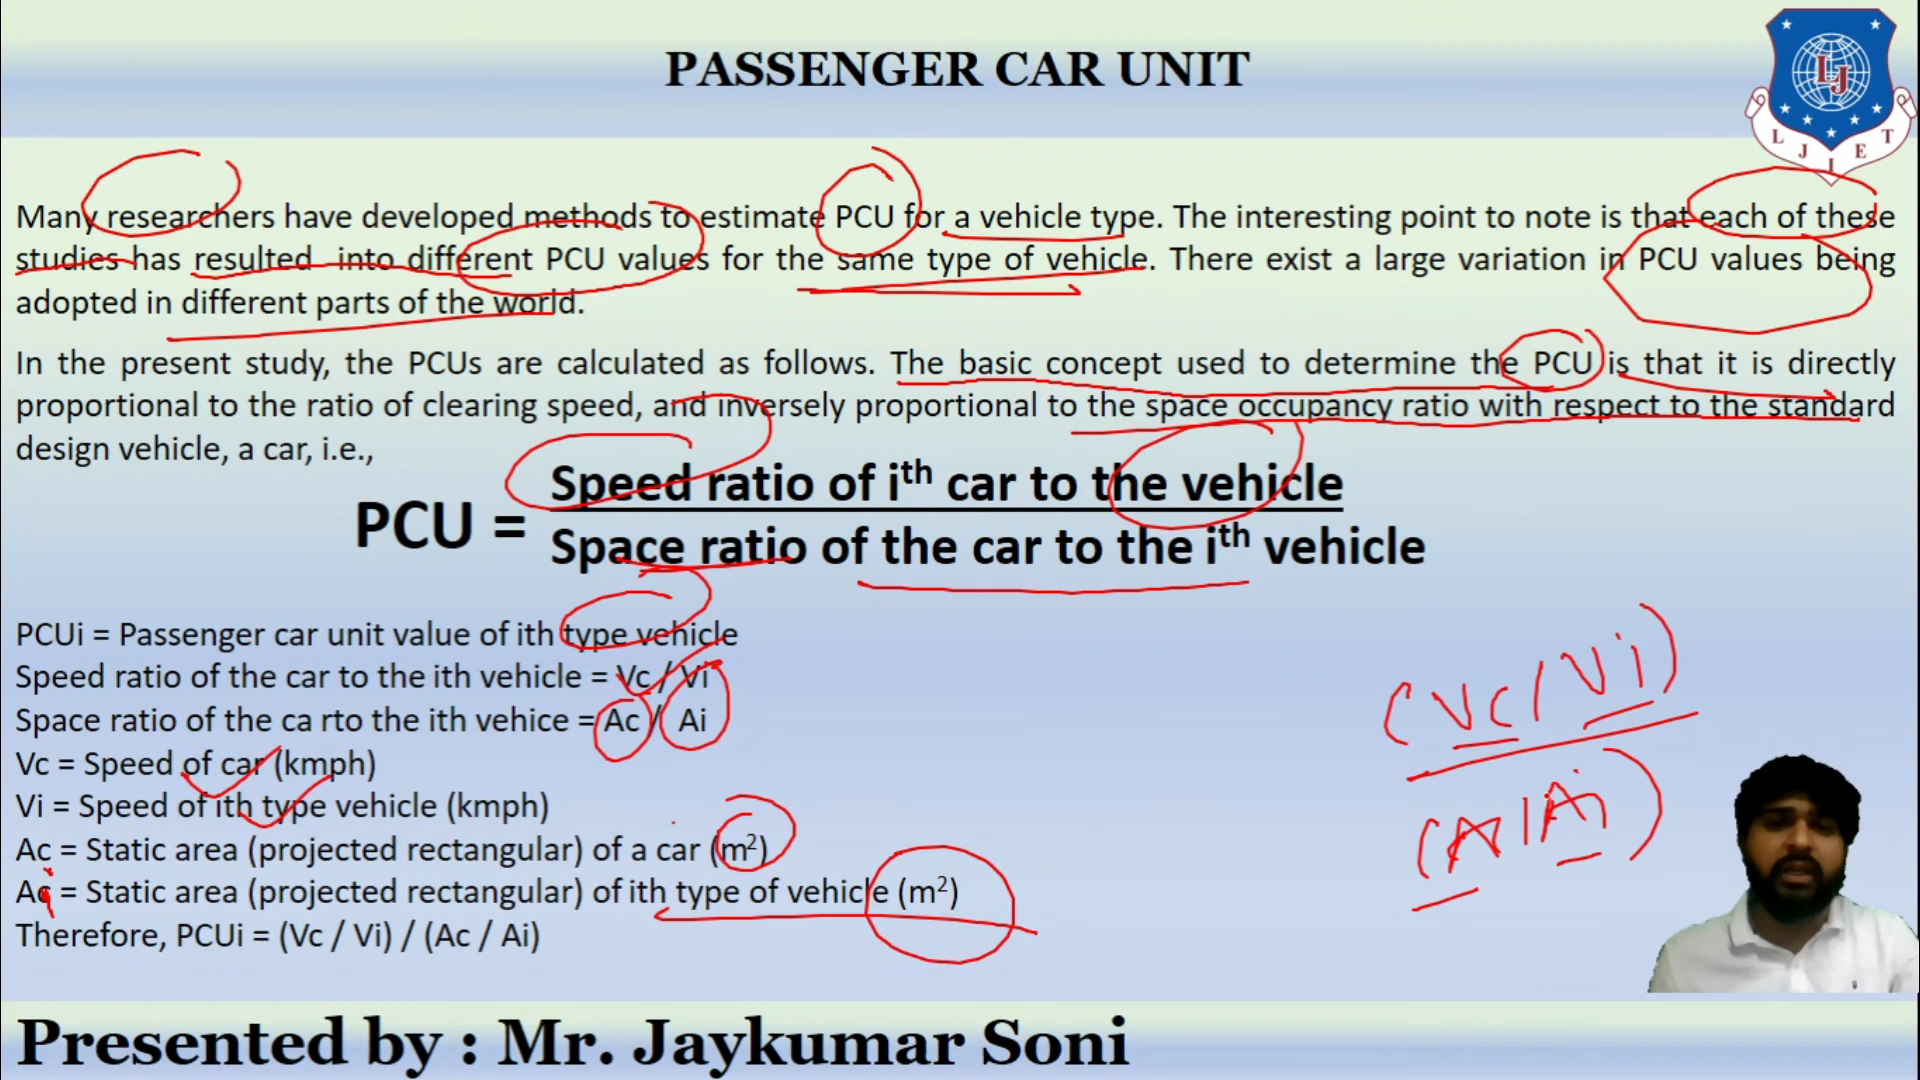 PASSENGER CAR UNIT
LJ
L J I E T
Many researchers have developed methods to estimate PCU for a vehicle type. The interesting point to note is that each of these
studies has resulted into different PCU values for the same type of vehicle. There exist a large variation in PCU values being
adopted in different parts of the world.
In the present study, the PCUs are calculated as follows. The basic concept used to determine the PCU is that it is directly
proportional to the ratio of clearing speed, and inversely proportional to the space occupancy ratio with respect to the standard
design vehicle, a car, i.e.,
PCU = Speed ratio of iᵗʰ car to the vehicle
Space ratio of the car to the iᵗʰ vehicle
PCUi = Passenger car unit value of ith type vehicle
Speed ratio of the car to the ith vehicle = Vc / Vi
Space ratio of the ca rto the ith vehice = Ac / Ai
Vc = Speed of car (kmph)
Vi = Speed of ith type vehicle (kmph)
Ac = Static area (projected rectangular) of a car (m²)
Ai = Static area (projected rectangular) of ith type of vehicle (m²)
Therefore, PCUi = (Vc / Vi) / (Ac / Ai)
(Vc / Vi)
(A / Ai)
Presented by : Mr. Jaykumar Soni